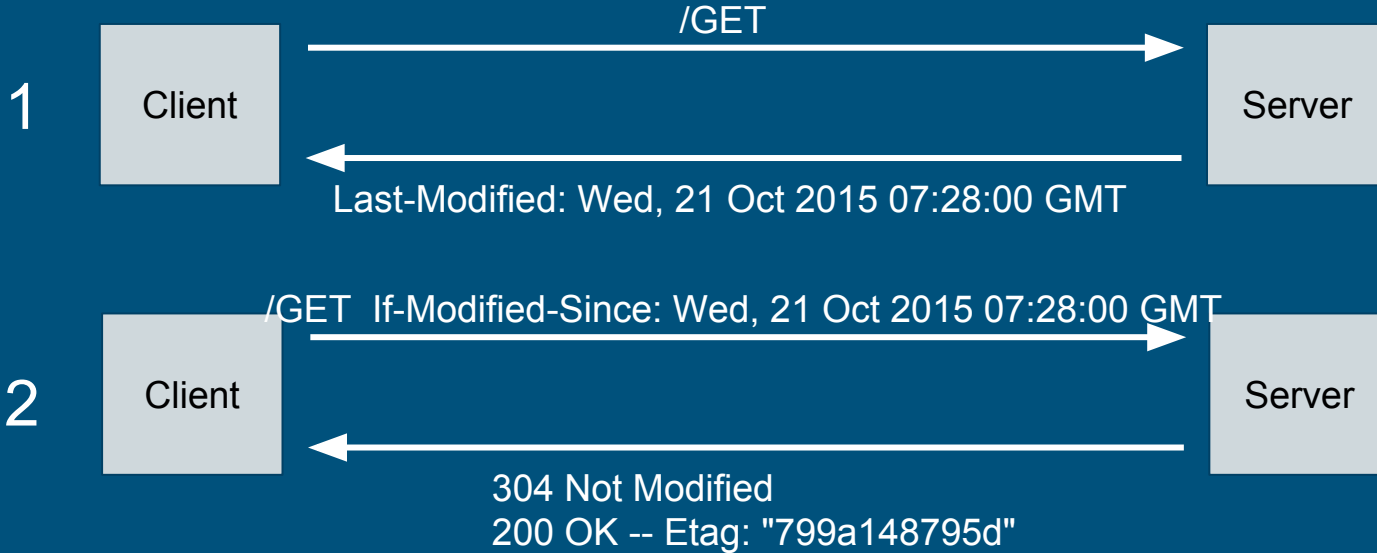 /GET
1
Client
Server
Last-Modified: Wed, 21 Oct 2015 07:28:00 GMT
/GET  If-Modified-Since: Wed, 21 Oct 2015 07:28:00 GMT
2
Client
Server
304 Not Modified
200 OK -- Etag: "799a148795d"